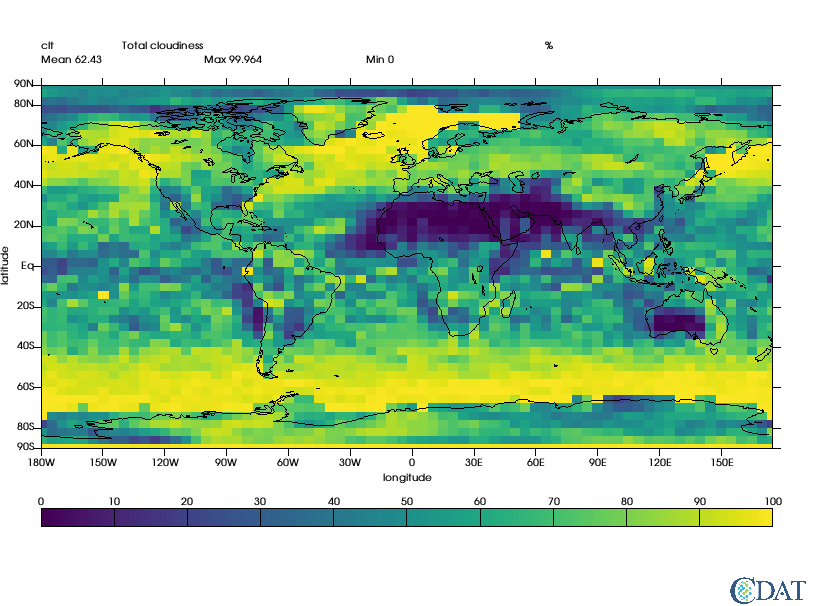 clt Total cloudiness %
Mean 62.43 Max 99.964 Min 0
90N
80N
60N
40N
20N
Eq
20S
40S
60S
80S
90S
latitude
180W 150W 120W 90W 60W 30W 0 30E 60E 90E 120E 150E
longitude
0 10 20 30 40 50 60 70 80 90 100
CDAT